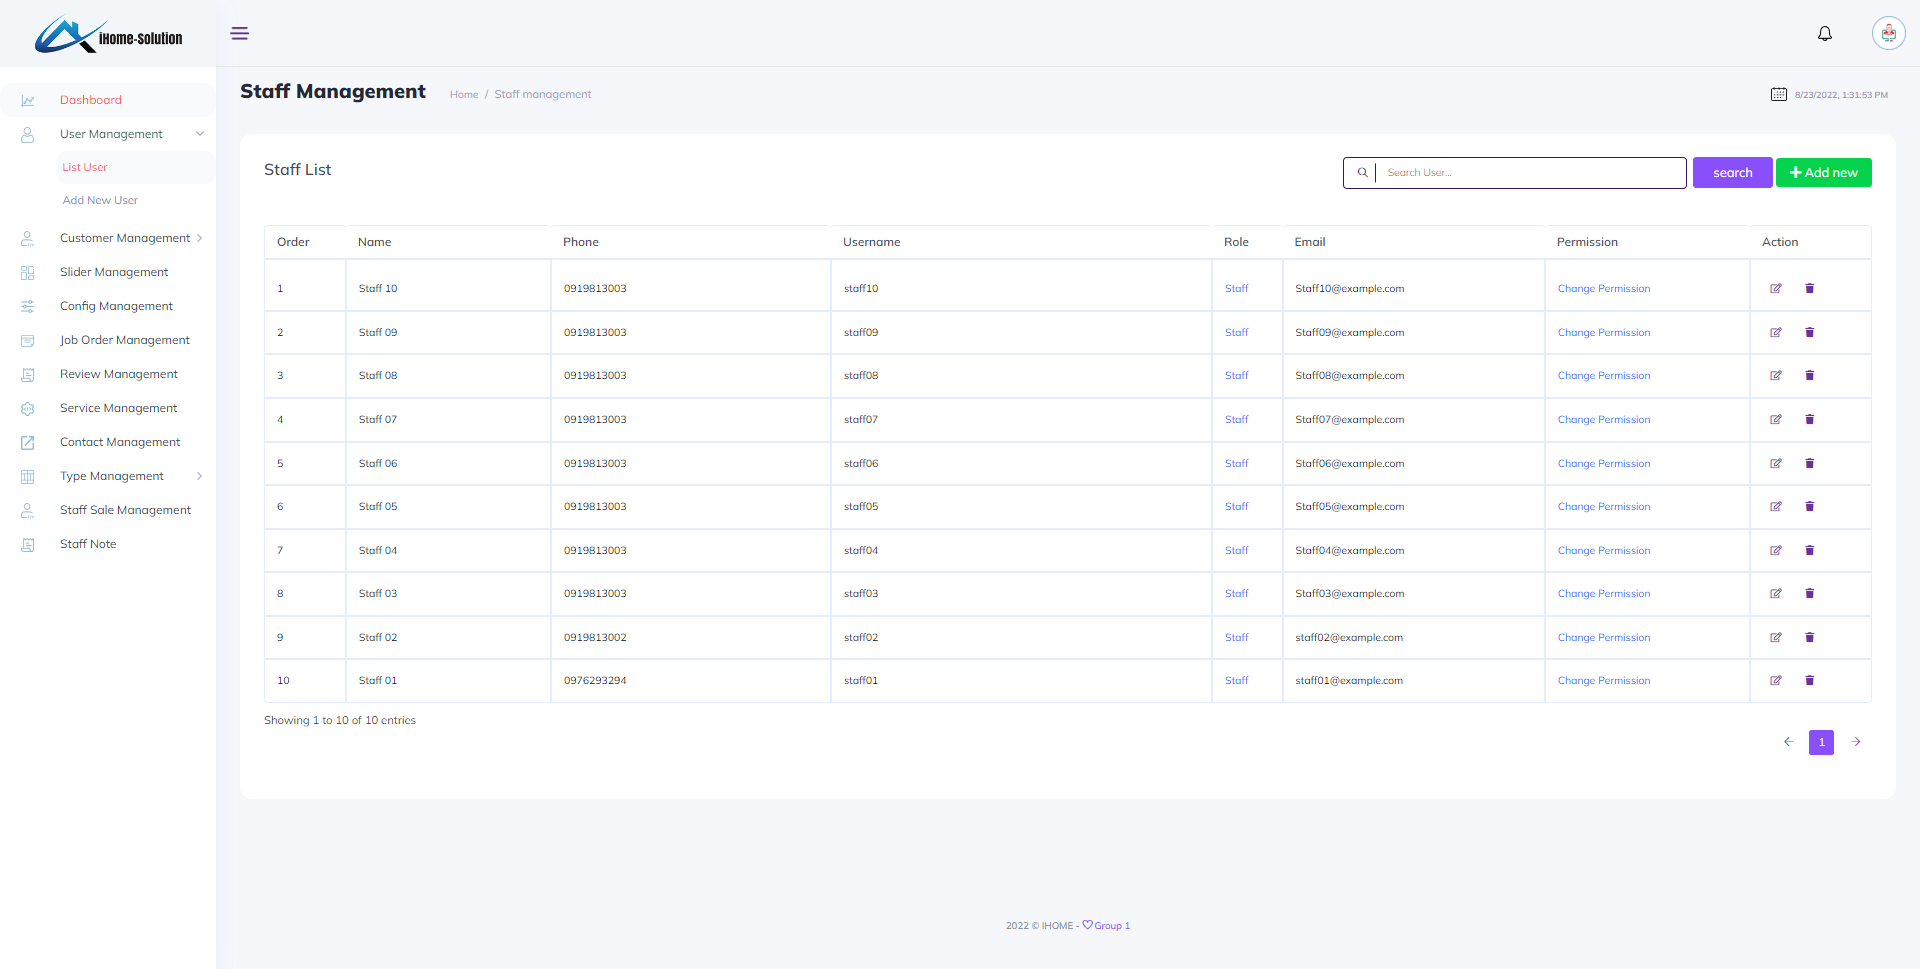 iHome-Solution
Dashboard
User Management
List User
Add New User
Customer Management
Slider Management
Config Management
Job Order Management
Review Management
Service Management
Contact Management
Type Management
Staff Sale Management
Staff Note
Staff Management Home / Staff management 8/23/2022, 1:31:53 PM
Staff List Search User... search Add new
Order Name Phone Username Role Email Permission Action
1 Staff 10 0919813003 staff10 Staff Staff10@example.com Change Permission
2 Staff 09 0919813003 staff09 Staff Staff09@example.com Change Permission
3 Staff 08 0919813003 staff08 Staff Staff08@example.com Change Permission
4 Staff 07 0919813003 staff07 Staff Staff07@example.com Change Permission
5 Staff 06 0919813003 staff06 Staff Staff06@example.com Change Permission
6 Staff 05 0919813003 staff05 Staff Staff05@example.com Change Permission
7 Staff 04 0919813003 staff04 Staff Staff04@example.com Change Permission
8 Staff 03 0919813003 staff03 Staff Staff03@example.com Change Permission
9 Staff 02 0919813002 staff02 Staff staff02@example.com Change Permission
10 Staff 01 0976293294 staff01 Staff staff01@example.com Change Permission
Showing 1 to 10 of 10 entries
← 1 →
2022 © IHOME - ♡Group 1